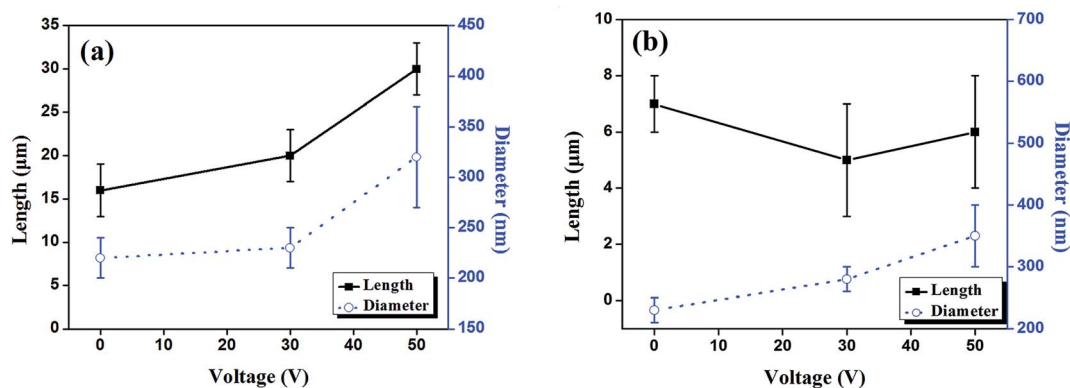 (a)
Length (μm)
35
30
25
20
15
10
5
0
0 10 20 30 40 50
Voltage (V)
450
400
350
300
250
200
150
Diameter (nm)
Length
Diameter
(b)
Length (μm)
10
8
6
4
2
0
0 10 20 30 40 50
Voltage (V)
700
600
500
400
300
200
Diameter (nm)
Length
Diameter